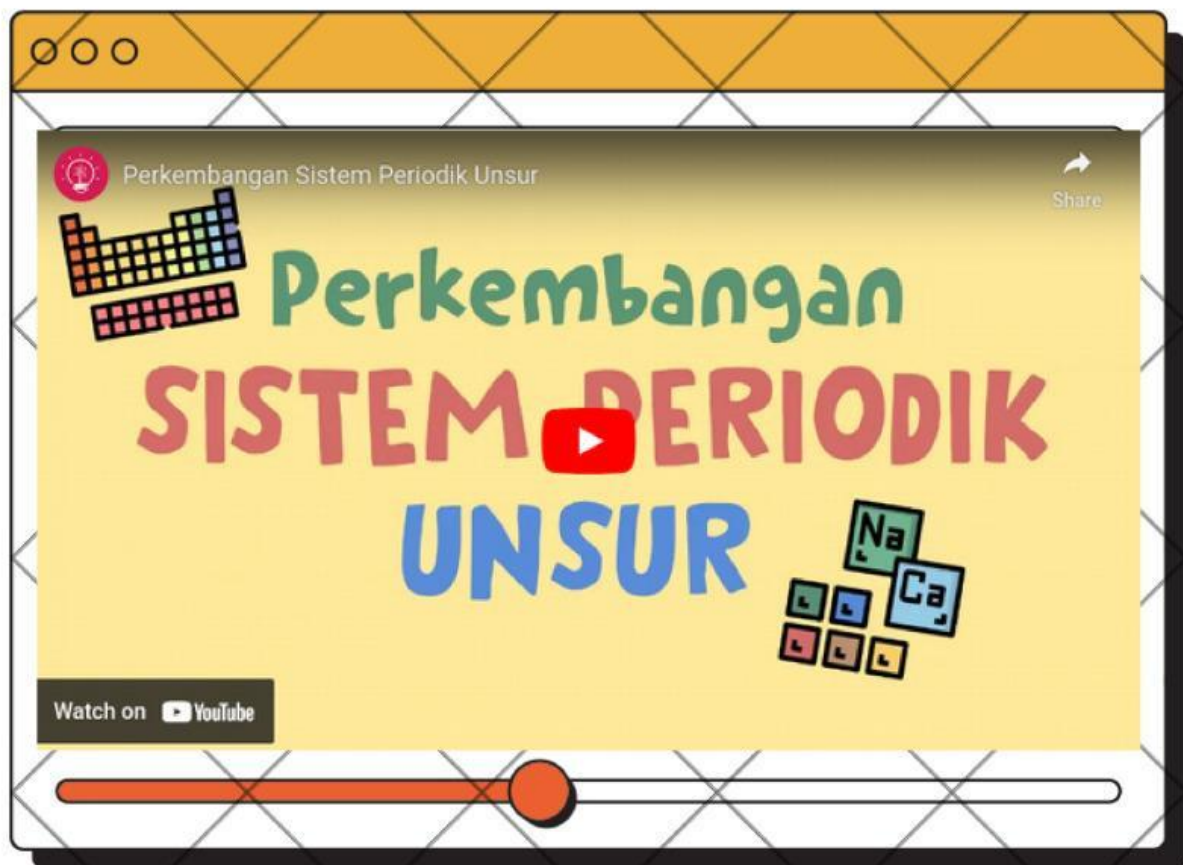 Perkembangan Sistem Periodik Unsur
Share
Perkembangan
SISTEM PERIODIK
UNSUR
Na
Ca
Watch on YouTube